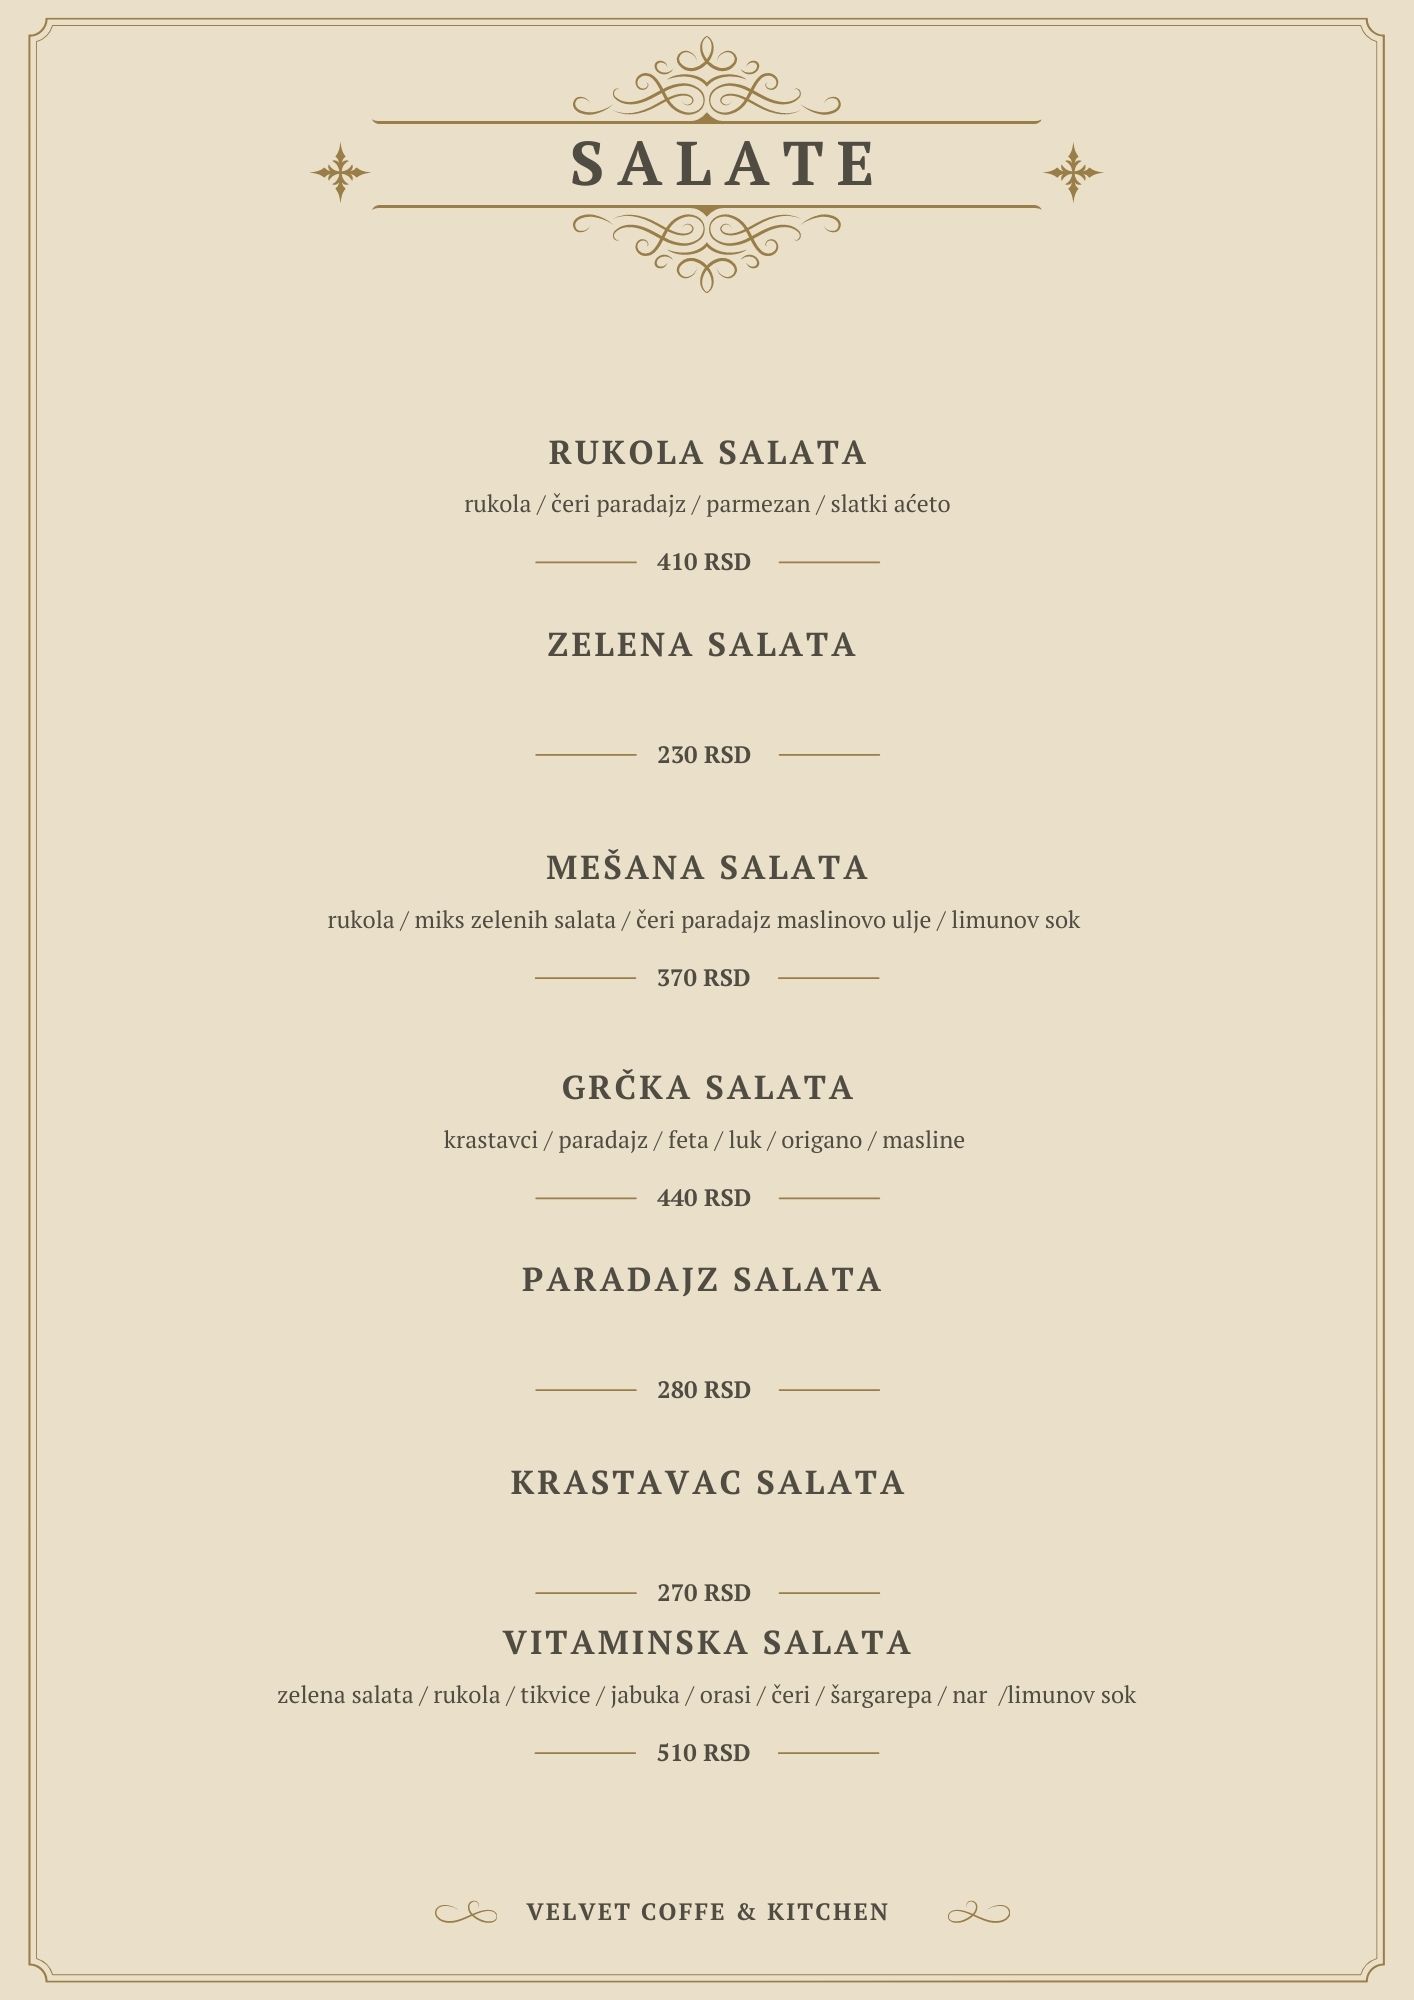 SALATE
RUKOLA SALATA
rukola / čeri paradajz / parmezan / slatki aćeto
410 RSD
ZELENA SALATA
230 RSD
MEŠANA SALATA
rukola / miks zelenih salata / čeri paradajz maslinovo ulje / limunov sok
370 RSD
GRČKA SALATA
krastavci / paradajz / feta / luk / origano / masline
440 RSD
PARADAJZ SALATA
280 RSD
KRASTAVAC SALATA
270 RSD
VITAMINSKA SALATA
zelena salata / rukola / tikvice / jabuka / orasi / čeri / šargarepa / nar  /limunov sok
510 RSD
VELVET COFFE & KITCHEN